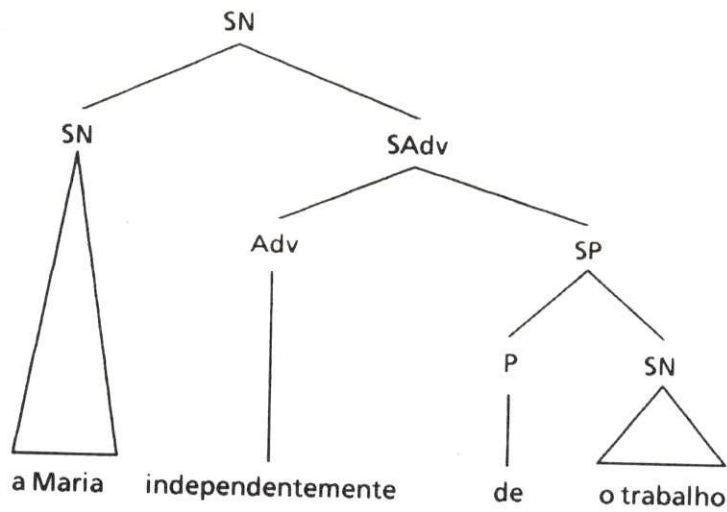 SN
SN SAdv
Adv SP
P SN
a Maria independentemente de o trabalho